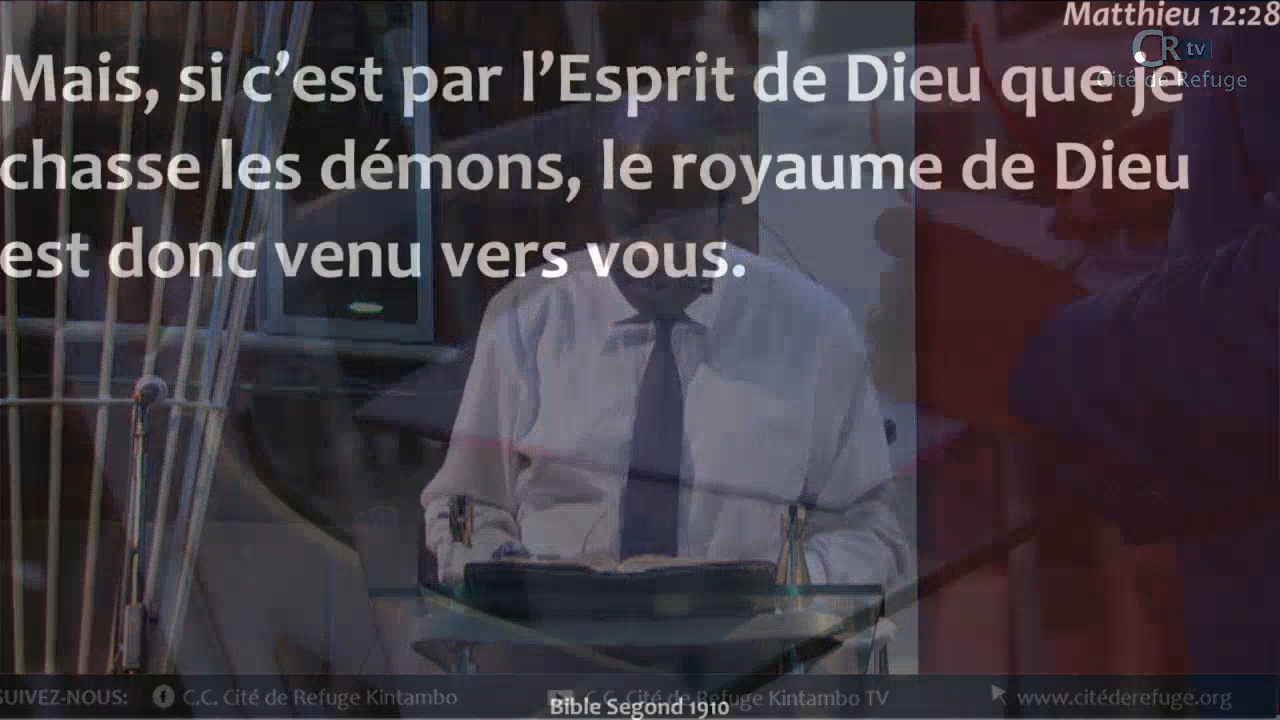 Matthieu 12:28
CR tv
Cité de Refuge
Mais, si c’est par l’Esprit de Dieu que je
chasse les démons, le royaume de Dieu
est donc venu vers vous.
SUIVEZ-NOUS: C.C. Cité de Refuge Kintambo C.C. Cité de Refuge Kintambo TV www.citéderefuge.org
Bible Segond 1910